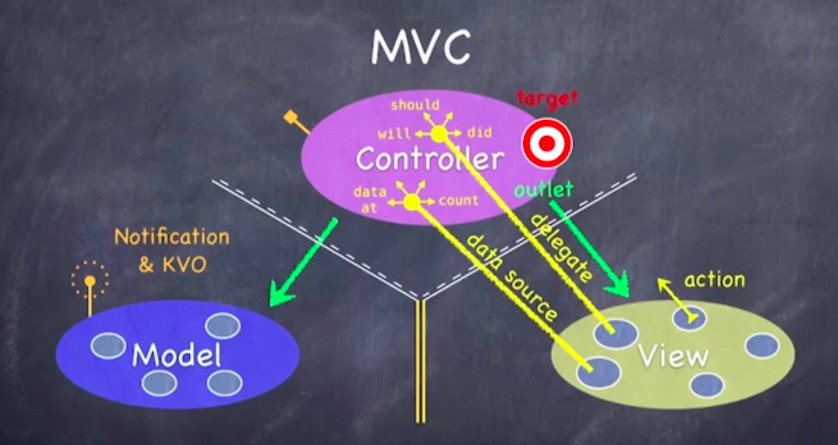 MVC
should
target
will
did
Controller
data
at
count
outlet
delegate
data source
Notification
& KVO
action
Model
View